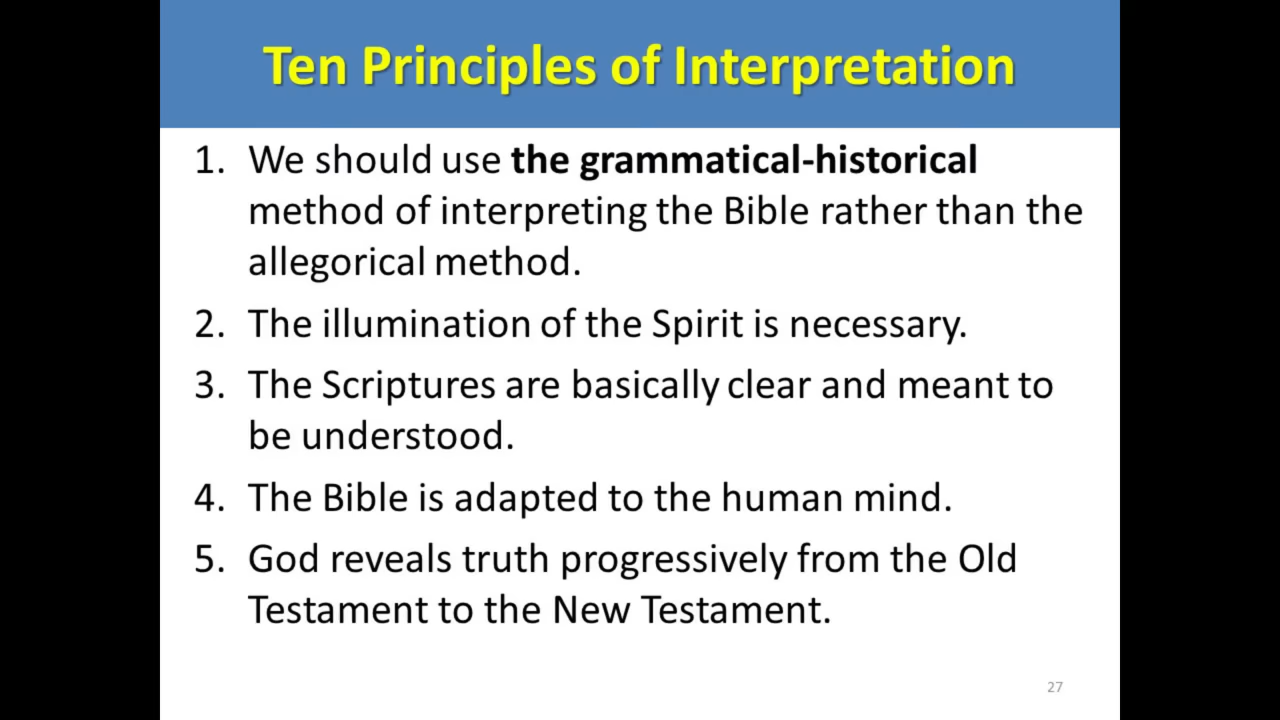 Ten Principles of Interpretation
1. We should use the grammatical-historical
method of interpreting the Bible rather than the
allegorical method.
2. The illumination of the Spirit is necessary.
3. The Scriptures are basically clear and meant to
be understood.
4. The Bible is adapted to the human mind.
5. God reveals truth progressively from the Old
Testament to the New Testament.
27